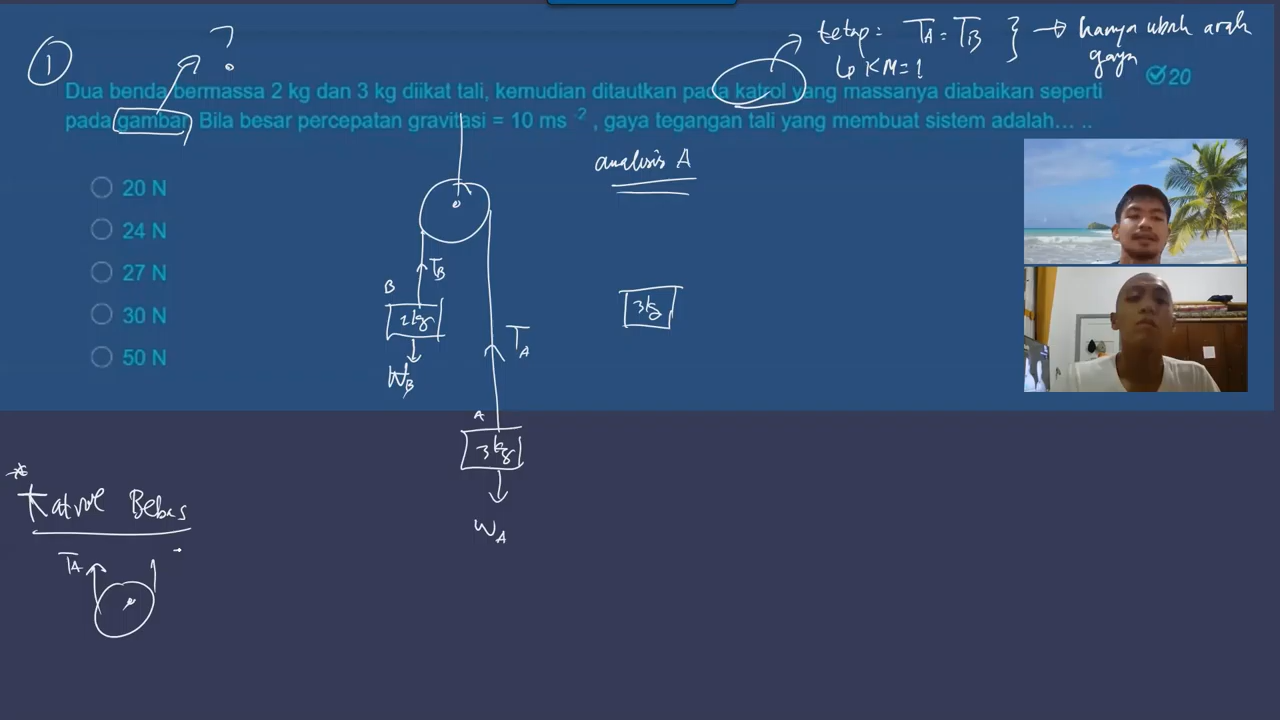 tetap: TA = TB } → hanya ubah arah
gaya
↳ KM = 1
1
?
20
Dua benda bermassa 2 kg dan 3 kg diikat tali, kemudian ditautkan pada katrol yang massanya diabaikan seperti
pada gambar. Bila besar percepatan gravitasi = 10 ms -2 , gaya tegangan tali yang membuat sistem adalah... ..
analisis A
20 N
24 N
27 N
30 N
50 N
TB
B
2kg
WB
3kg
TA
A
3kg
WA
* Katrol Bebas
TA